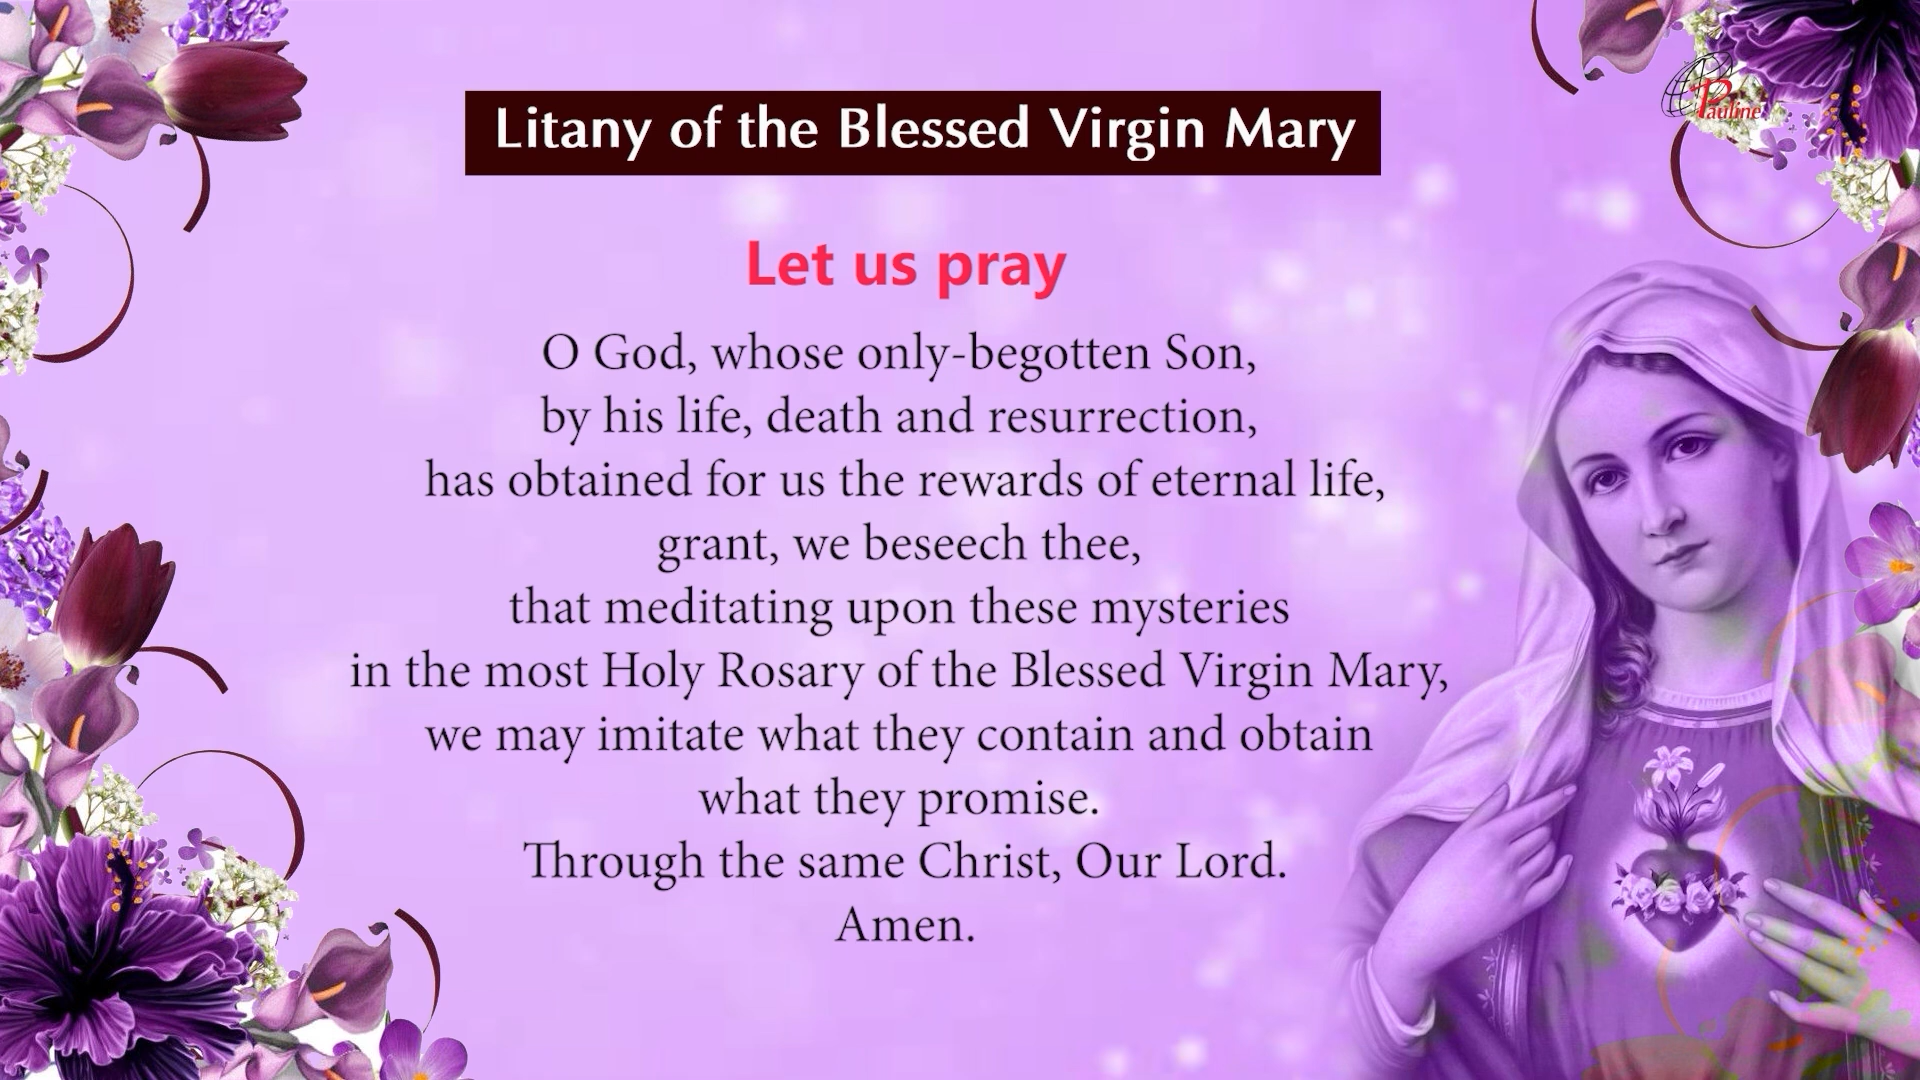 Pauline
Litany of the Blessed Virgin Mary
Let us pray
O God, whose only-begotten Son,
by his life, death and resurrection,
has obtained for us the rewards of eternal life,
grant, we beseech thee,
that meditating upon these mysteries
in the most Holy Rosary of the Blessed Virgin Mary,
we may imitate what they contain and obtain
what they promise.
Through the same Christ, Our Lord.
Amen.